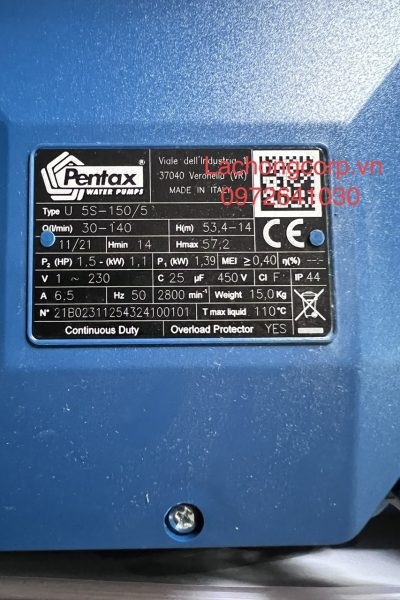 Pentax ®
WATER PUMPS
Viale dell'Industria
37040 Veronella (VR)
MADE IN ITALY
Lachongcorp.vn
0972641030
Type U 5S-150/5
Q(l/min) 30-140 H(m) 53,4-14
11/21 Hmin 14 Hmax 57,2
P₂ (HP) 1,5-(kW) 1,1 P₁ (kW) 1,39 MEI ≥0,40 η(%) --.-
V 1 ~ 230 C 25 µF 450 V Cl F IP 44
A 6.5 Hz 50 2800 min⁻¹ Weight 15,0 Kg
N° 21B02311254324100101 T max liquid 110°C
Continuous Duty Overload Protector YES
CE